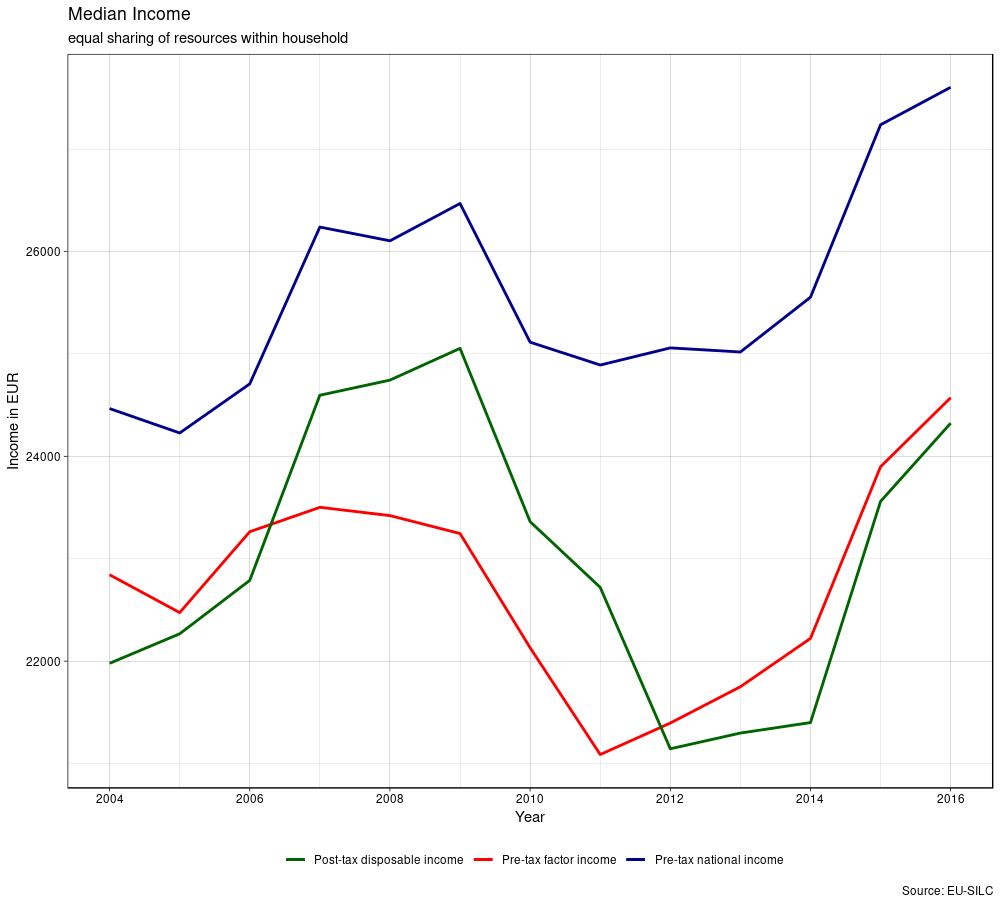 Median Income
equal sharing of resources within household
Income in EUR
26000
24000
22000
2004 2006 2008 2010 2012 2014 2016
Year
Post-tax disposable income Pre-tax factor income Pre-tax national income
Source: EU-SILC